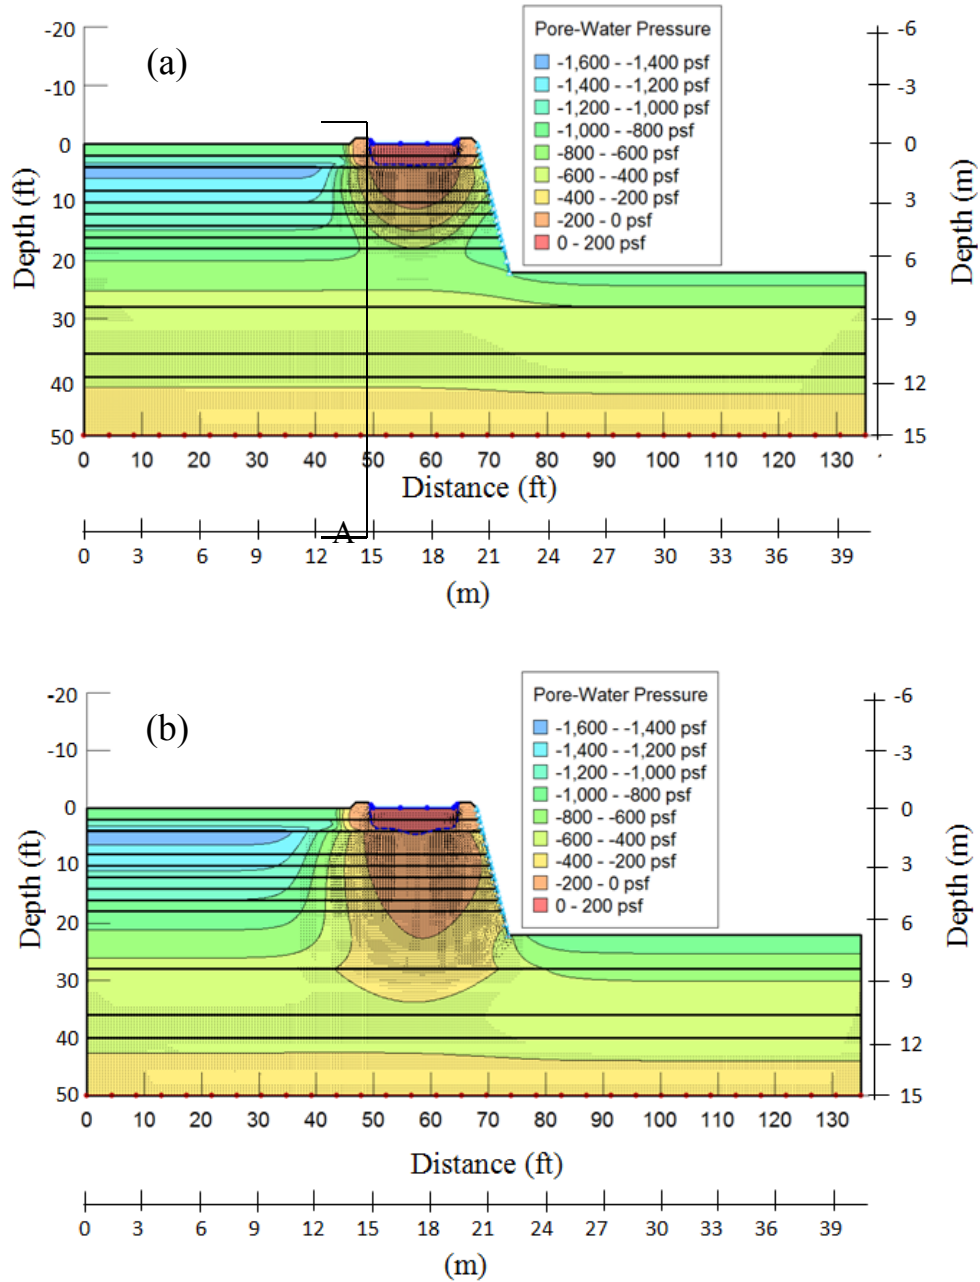 (a)
Pore-Water Pressure
-1,600 - -1,400 psf
-1,400 - -1,200 psf
-1,200 - -1,000 psf
-1,000 - -800 psf
-800 - -600 psf
-600 - -400 psf
-400 - -200 psf
-200 - 0 psf
0 - 200 psf
Depth (ft)
-20
-10
0
10
20
30
40
50
Depth (m)
-6
-3
0
3
6
9
12
15
0 10 20 30 40 50 60 70 80 90 100 110 120 130
Distance (ft)
A
0 3 6 9 12 15 18 21 24 27 30 33 36 39
(m)
(b)
Pore-Water Pressure
-1,600 - -1,400 psf
-1,400 - -1,200 psf
-1,200 - -1,000 psf
-1,000 - -800 psf
-800 - -600 psf
-600 - -400 psf
-400 - -200 psf
-200 - 0 psf
0 - 200 psf
Depth (ft)
-20
-10
0
10
20
30
40
50
Depth (m)
-6
-3
0
3
6
9
12
15
0 10 20 30 40 50 60 70 80 90 100 110 120 130
Distance (ft)
0 3 6 9 12 15 18 21 24 27 30 33 36 39
(m)